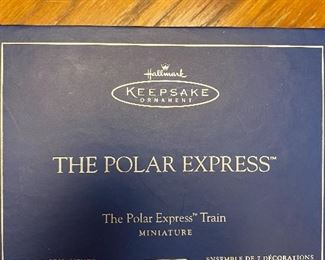 Hallmark
KEEPSAKE
ORNAMENT
THE POLAR EXPRESS™
The Polar Express™ Train
MINIATURE
ENSEMBLE DE 7 DÉCORATIONS